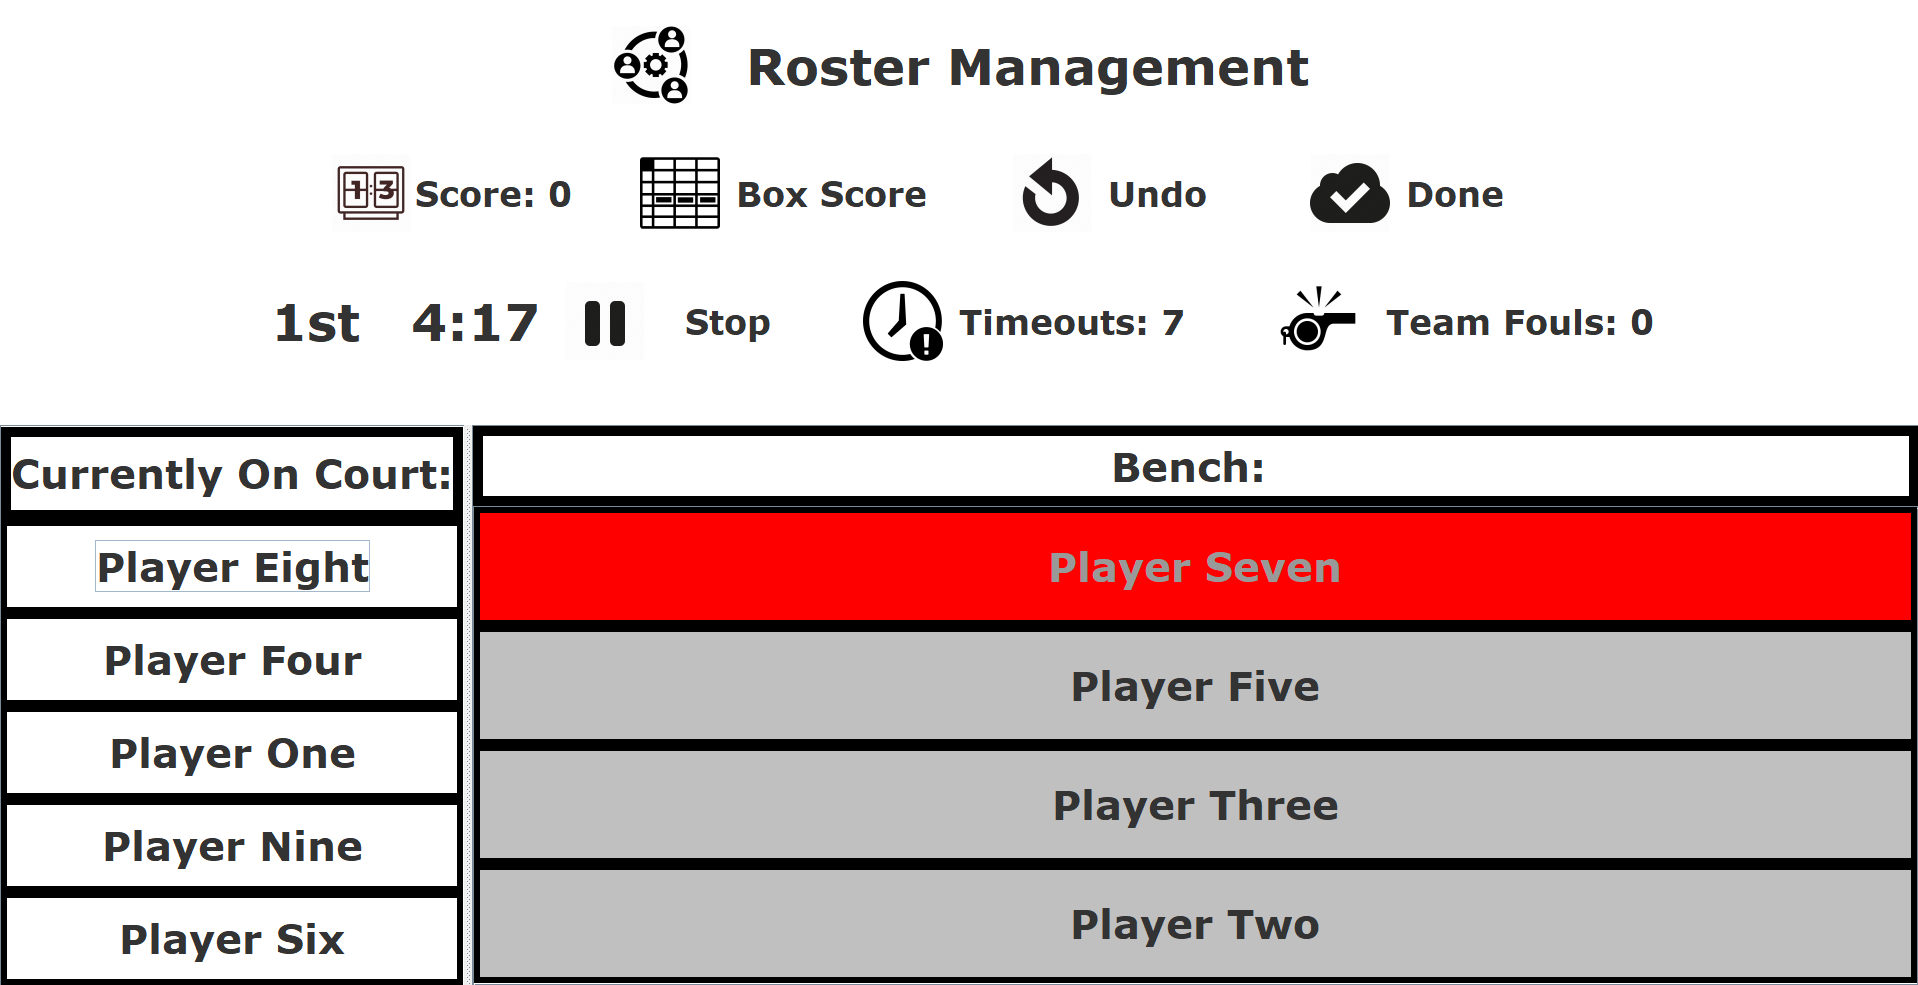 Roster Management
1:3 Score: 0 Box Score Undo Done
1st 4:17 Stop Timeouts: 7 Team Fouls: 0
Currently On Court:
Player Eight
Player Four
Player One
Player Nine
Player Six
Bench:
Player Seven
Player Five
Player Three
Player Two